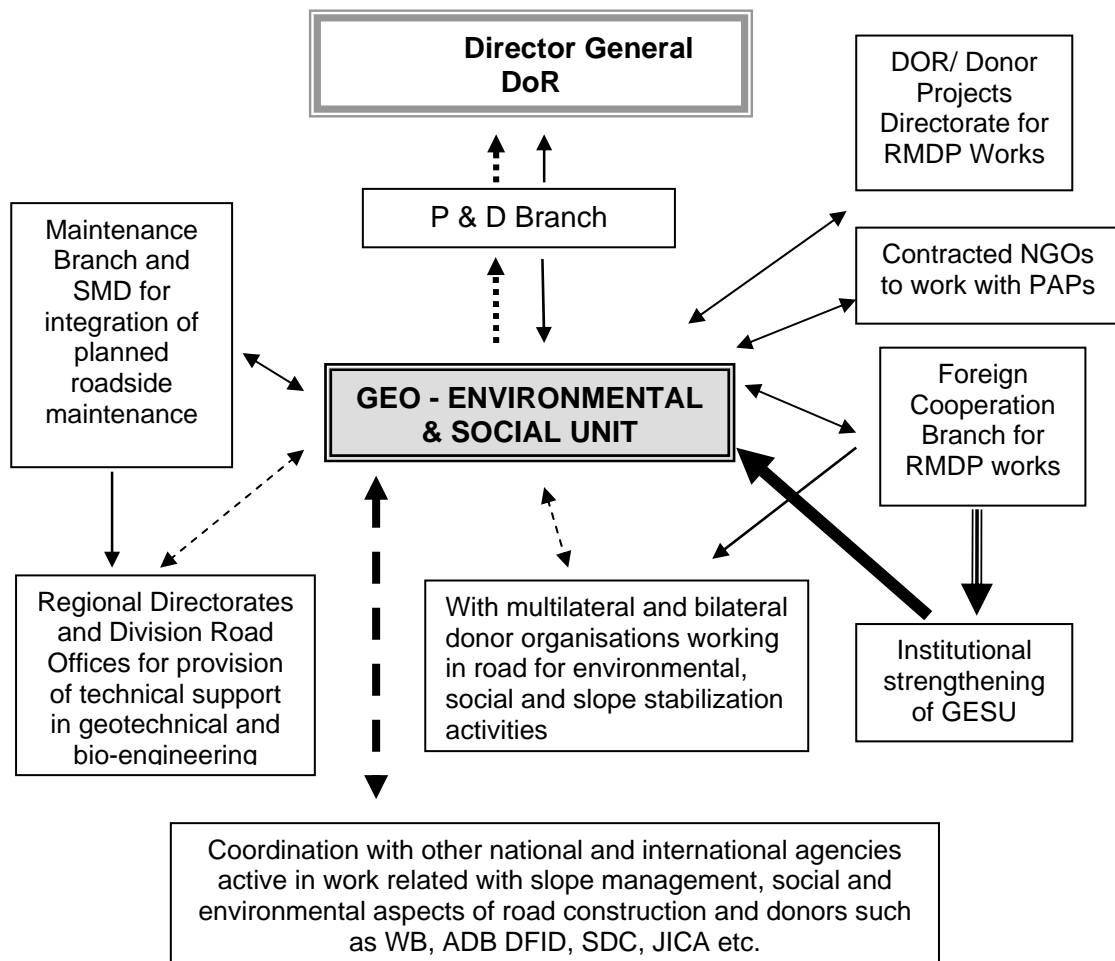 Director General
DoR
DOR/ Donor
Projects
Directorate for
RMDP Works
P & D Branch
Maintenance
Branch and
SMD for
integration of
planned
roadside
maintenance
Contracted NGOs
to work with PAPs
GEO - ENVIRONMENTAL
& SOCIAL UNIT
Foreign
Cooperation
Branch for
RMDP works
Regional Directorates
and Division Road
Offices for provision
of technical support
in geotechnical and
bio-engineering
With multilateral and bilateral
donor organisations working
in road for environmental,
social and slope stabilization
activities
Institutional
strengthening
of GESU
Coordination with other national and international agencies
active in work related with slope management, social and
environmental aspects of road construction and donors such
as WB, ADB DFID, SDC, JICA etc.